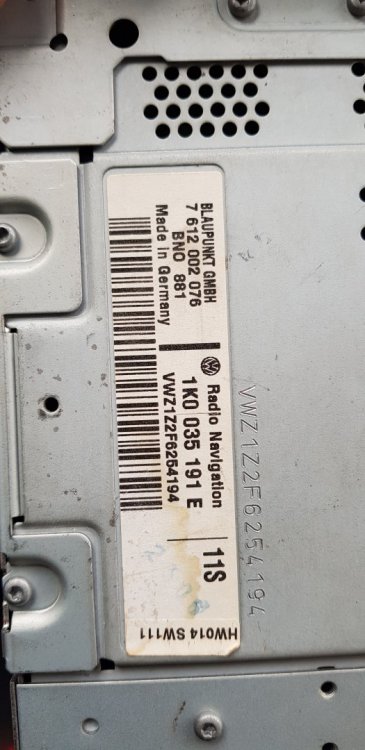 BLAUPUNKT GMBH
7 612 002 076
BNO 881
Made in Germany
Radio Navigation
1K0 035 191 E
VWZ1Z2F6254194
11S
HW014 SW111
VWZ1Z2F6254194